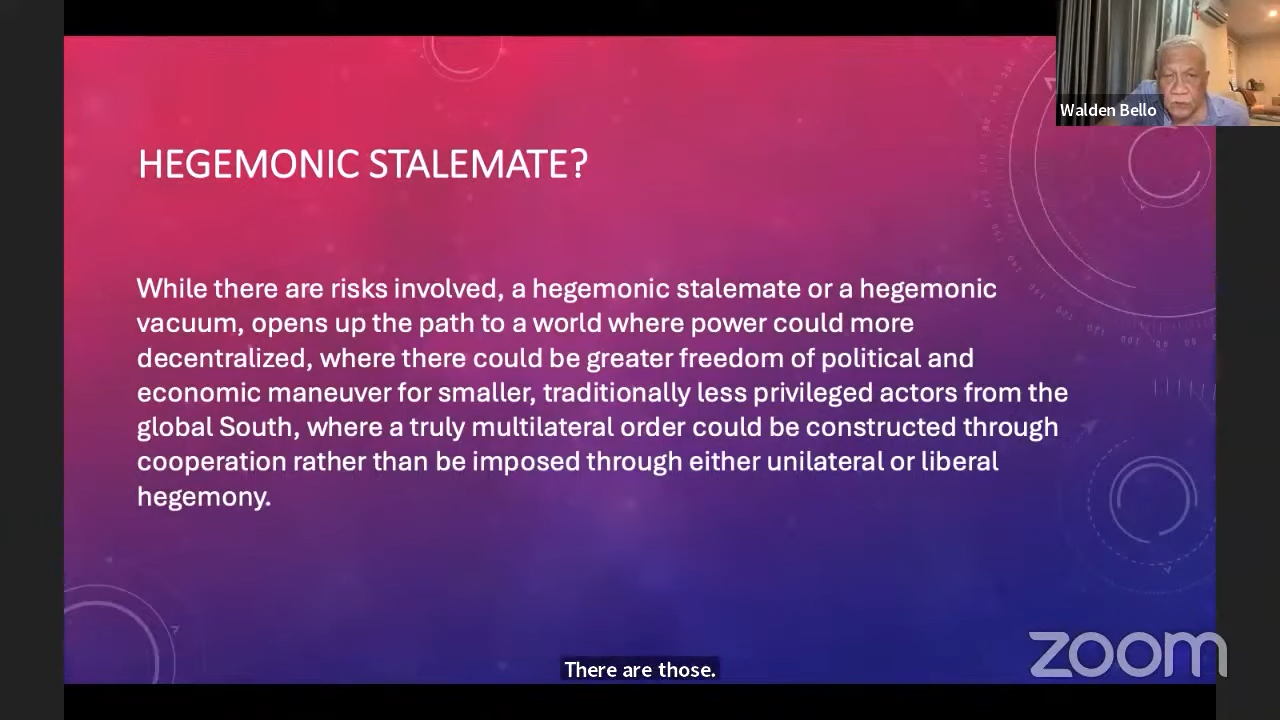 Walden Bello
HEGEMONIC STALEMATE?
While there are risks involved, a hegemonic stalemate or a hegemonic
vacuum, opens up the path to a world where power could more
decentralized, where there could be greater freedom of political and
economic maneuver for smaller, traditionally less privileged actors from the
global South, where a truly multilateral order could be constructed through
cooperation rather than be imposed through either unilateral or liberal
hegemony.
There are those.
zoom